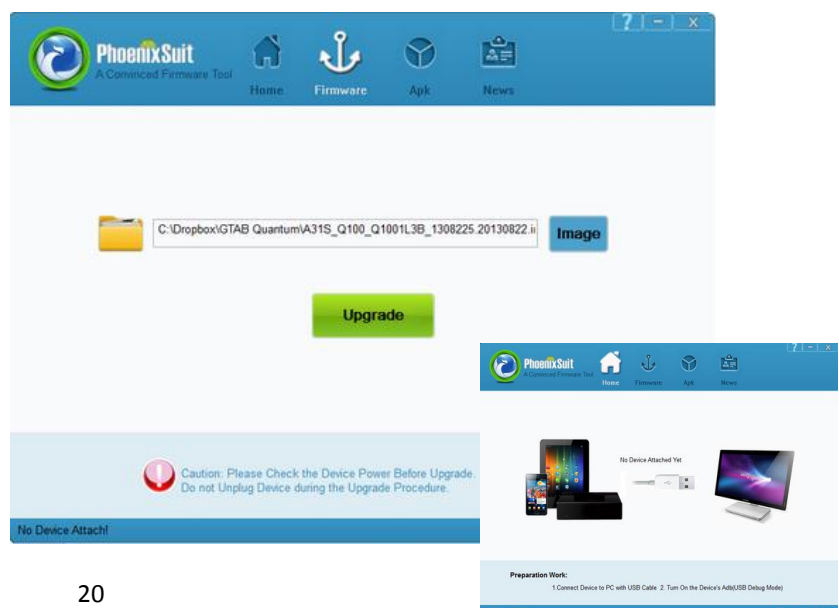 ? - x
PhoenixSuit
A Convinced Firmware Tool
Home Firmware Apk News
C:\Dropbox\GTAB Quantum\A31S_Q100_Q1001L3B_1308225.20130822.i
Image
Upgrade
Caution: Please Check the Device Power Before Upgrade.
Do not Unplug Device during the Upgrade Procedure.
No Device Attach!
? - x
PhoenixSuit
A Convinced Firmware Tool
Home Firmware Apk News
No Device Attached Yet
Preparation Work:
1.Connect Device to PC with USB Cable 2. Turn On the Device's Adb(USB Debug Mode)
20